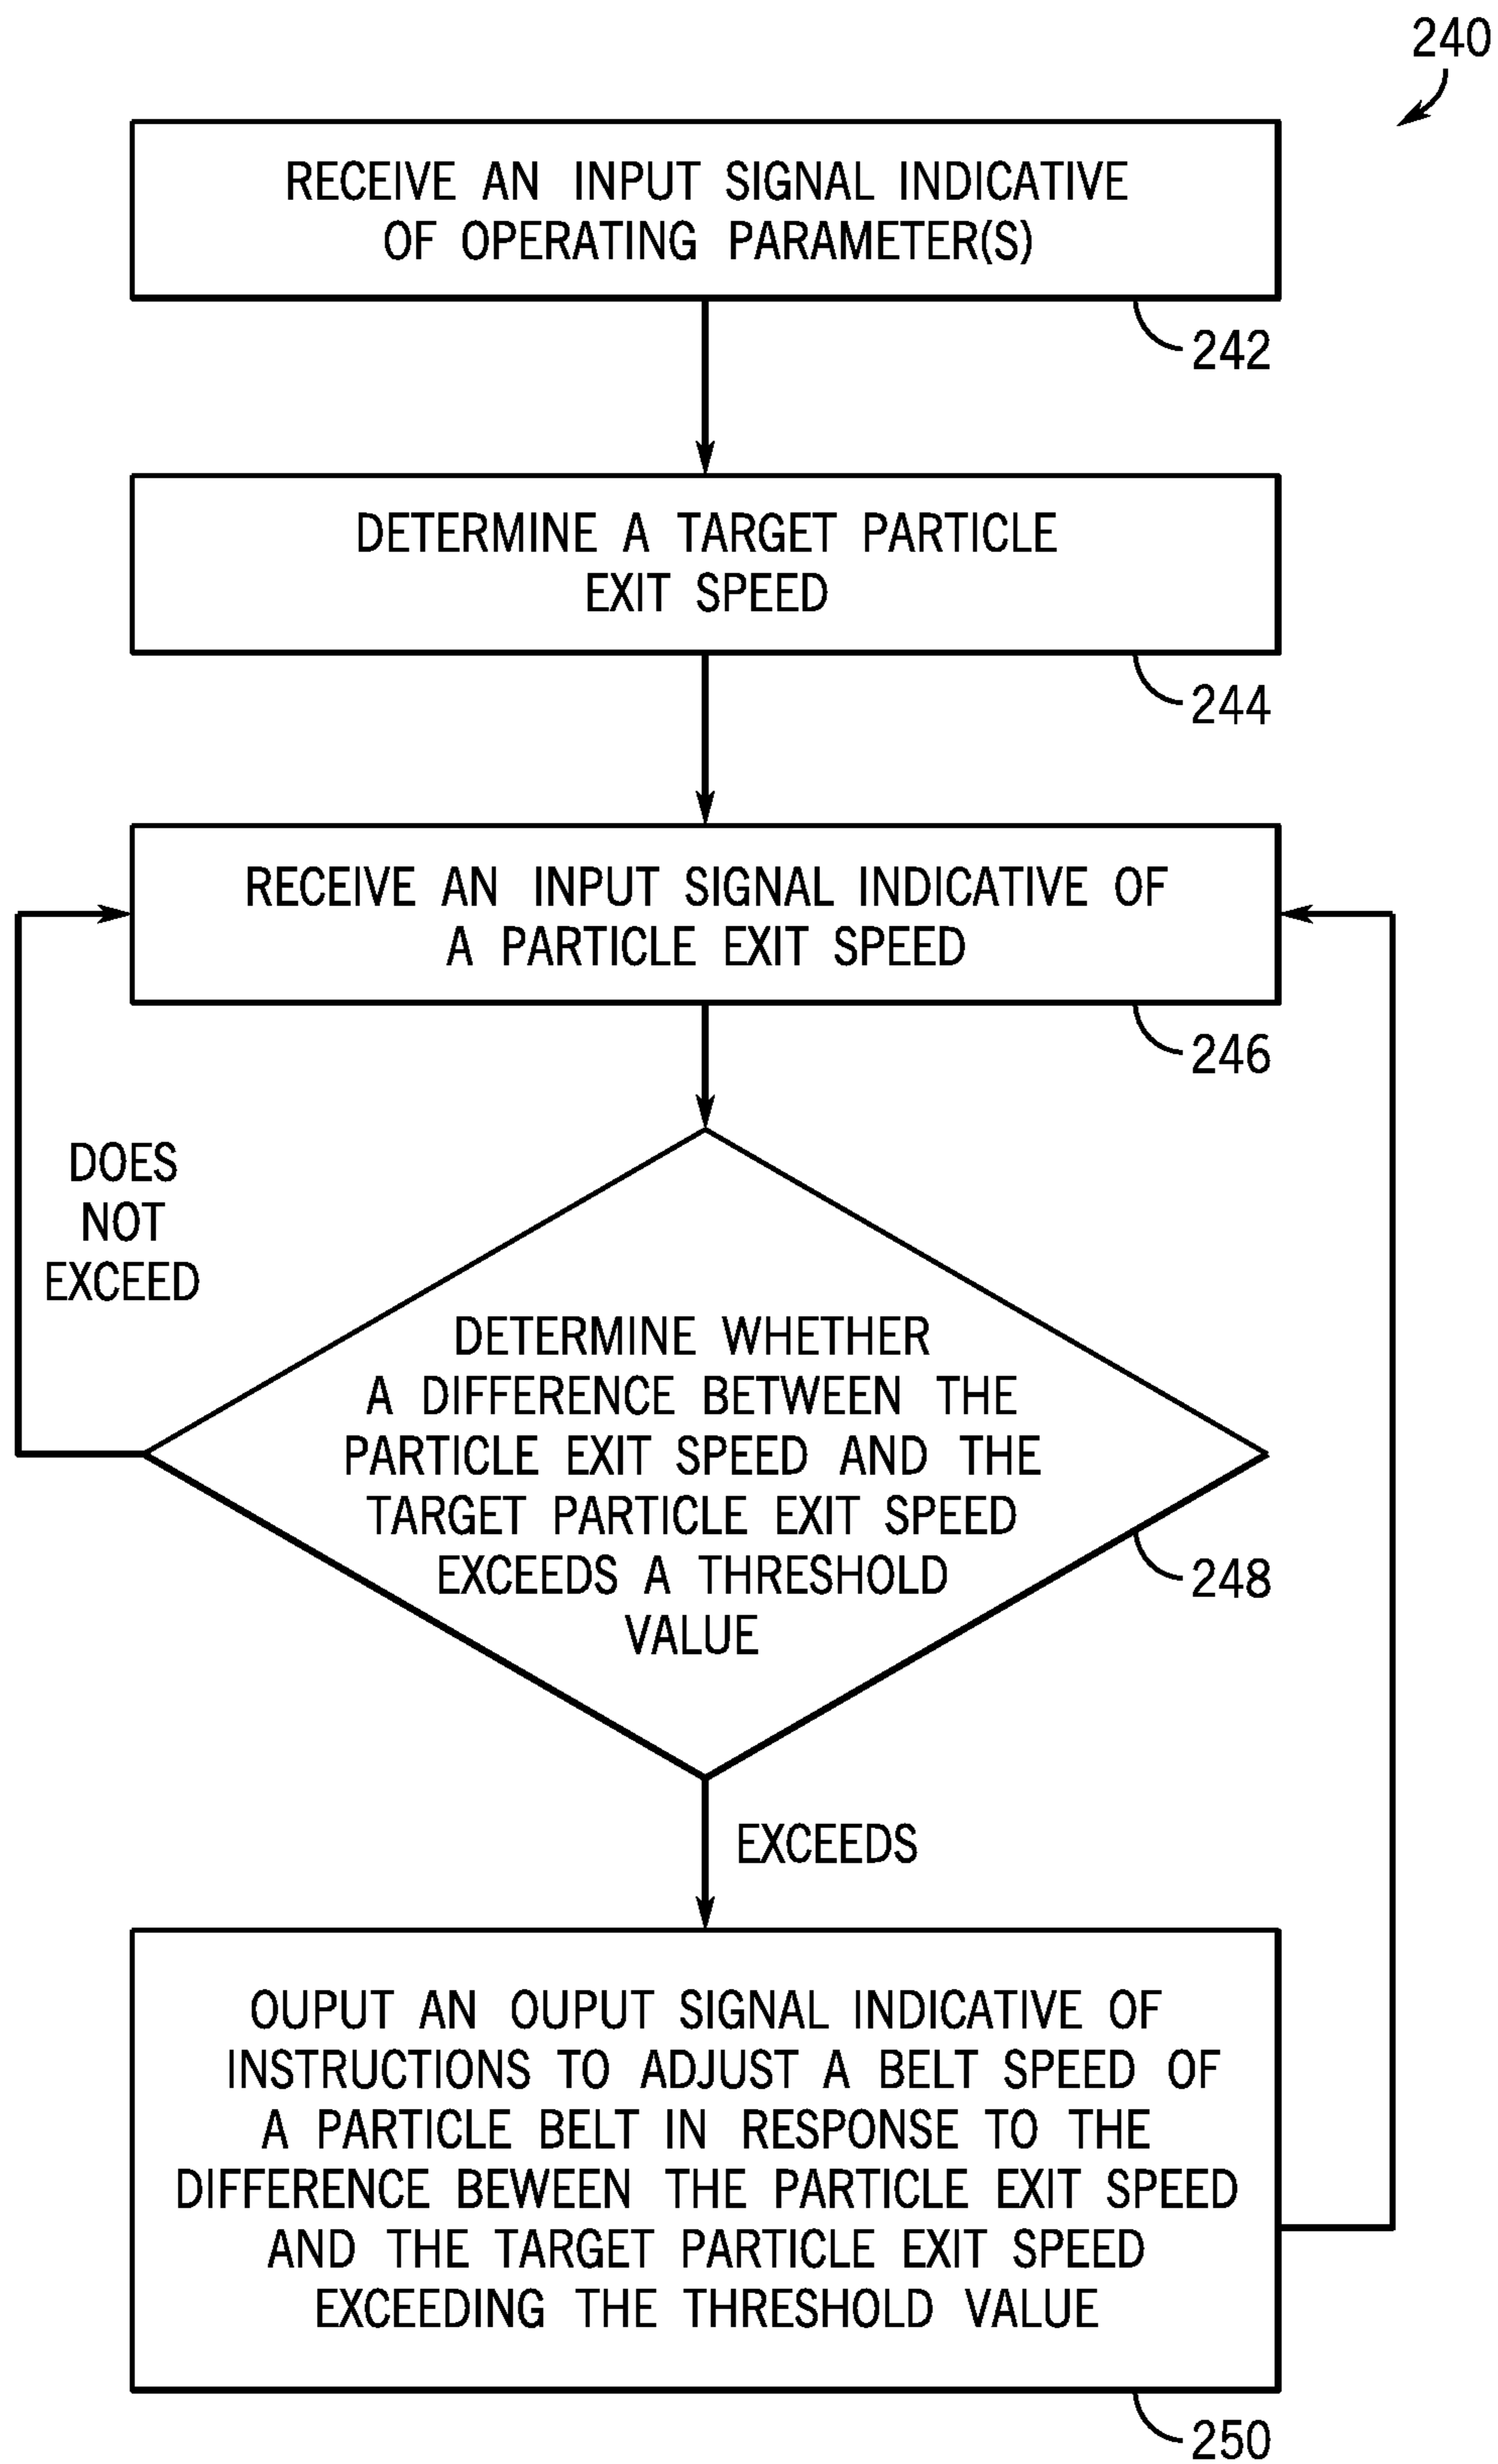 240
RECEIVE AN INPUT SIGNAL INDICATIVE
OF OPERATING PARAMETER(S)
242
DETERMINE A TARGET PARTICLE
EXIT SPEED
244
RECEIVE AN INPUT SIGNAL INDICATIVE OF
A PARTICLE EXIT SPEED
246
DOES
NOT
EXCEED
DETERMINE WHETHER
A DIFFERENCE BETWEEN THE
PARTICLE EXIT SPEED AND THE
TARGET PARTICLE EXIT SPEED
EXCEEDS A THRESHOLD
VALUE
248
EXCEEDS
OUPUT AN OUPUT SIGNAL INDICATIVE OF
INSTRUCTIONS TO ADJUST A BELT SPEED OF
A PARTICLE BELT IN RESPONSE TO THE
DIFFERENCE BEWEEN THE PARTICLE EXIT SPEED
AND THE TARGET PARTICLE EXIT SPEED
EXCEEDING THE THRESHOLD VALUE
250